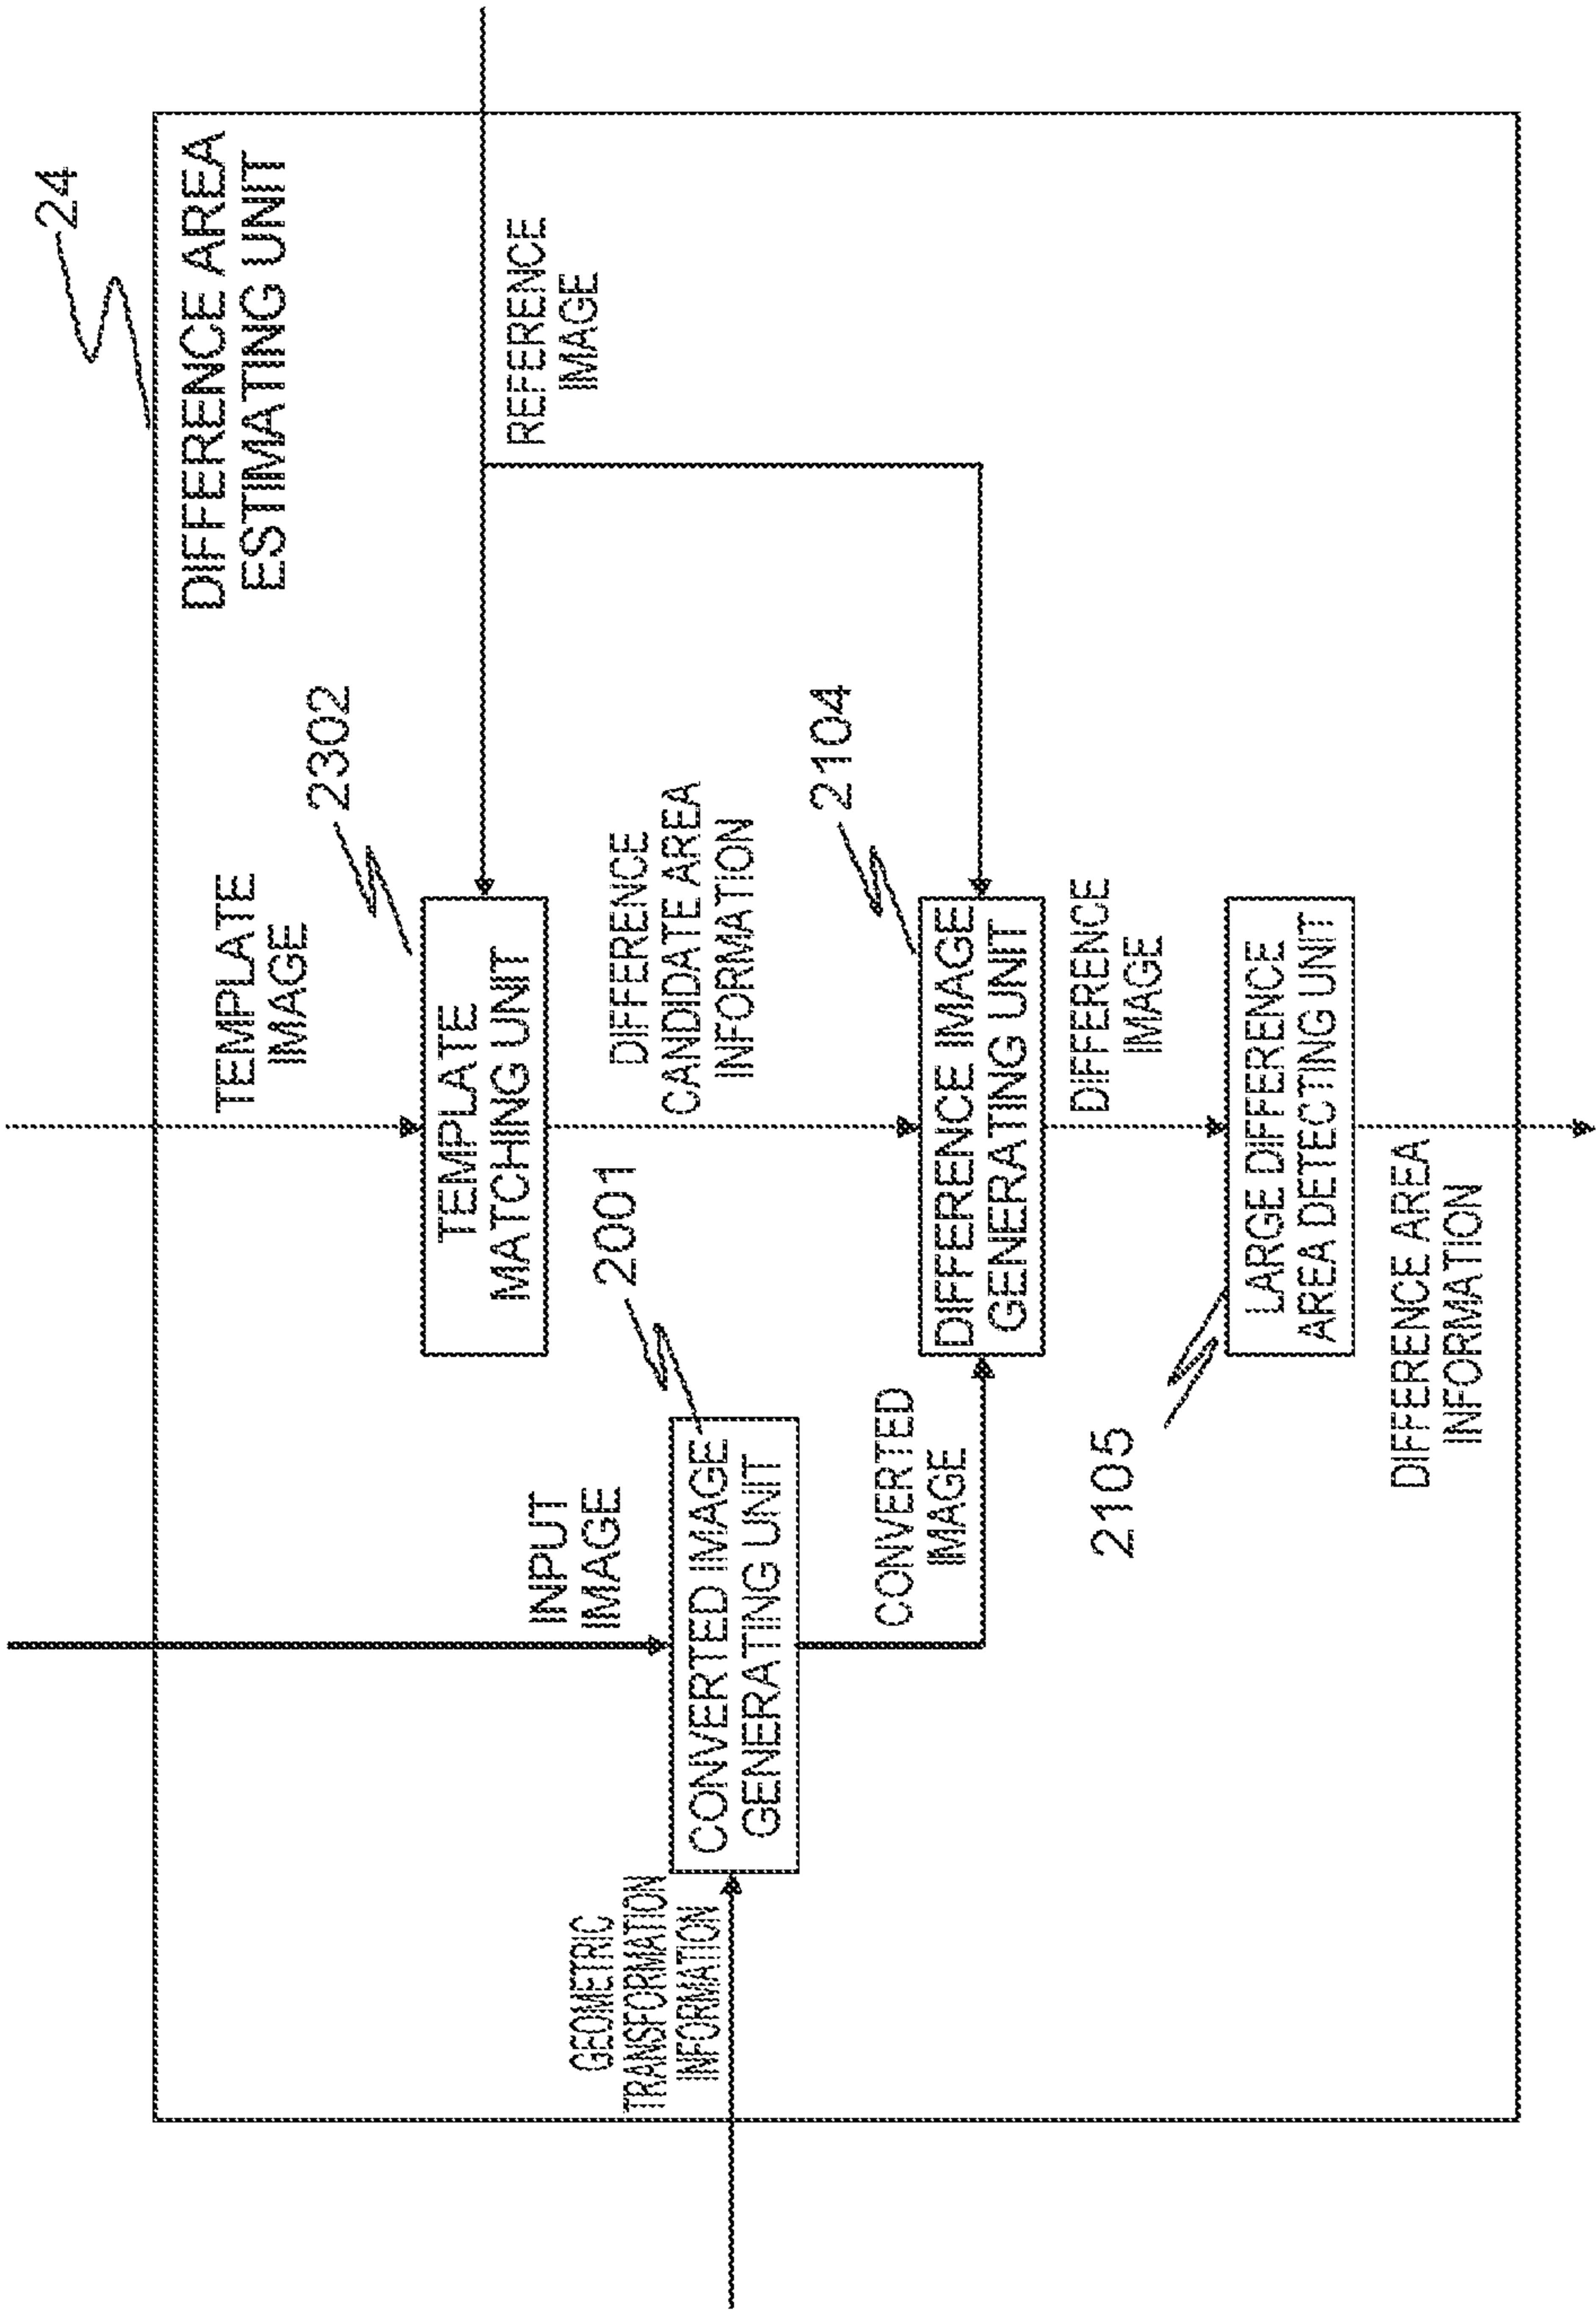 24
DIFFERENCE AREA
ESTIMATING UNIT
TEMPLATE
IMAGE
2302
REFERENCE
IMAGE
TEMPLATE
MATCHING UNIT
INPUT
IMAGE
2001
DIFFERENCE
CANDIDATE AREA
INFORMATION
GEOMETRIC
TRANSFORMATION
INFORMATION
CONVERTED IMAGE
GENERATING UNIT
2104
CONVERTED
IMAGE
DIFFERENCE IMAGE
GENERATING UNIT
DIFFERENCE
IMAGE
2105
LARGE DIFFERENCE
AREA DETECTING UNIT
DIFFERENCE AREA
INFORMATION